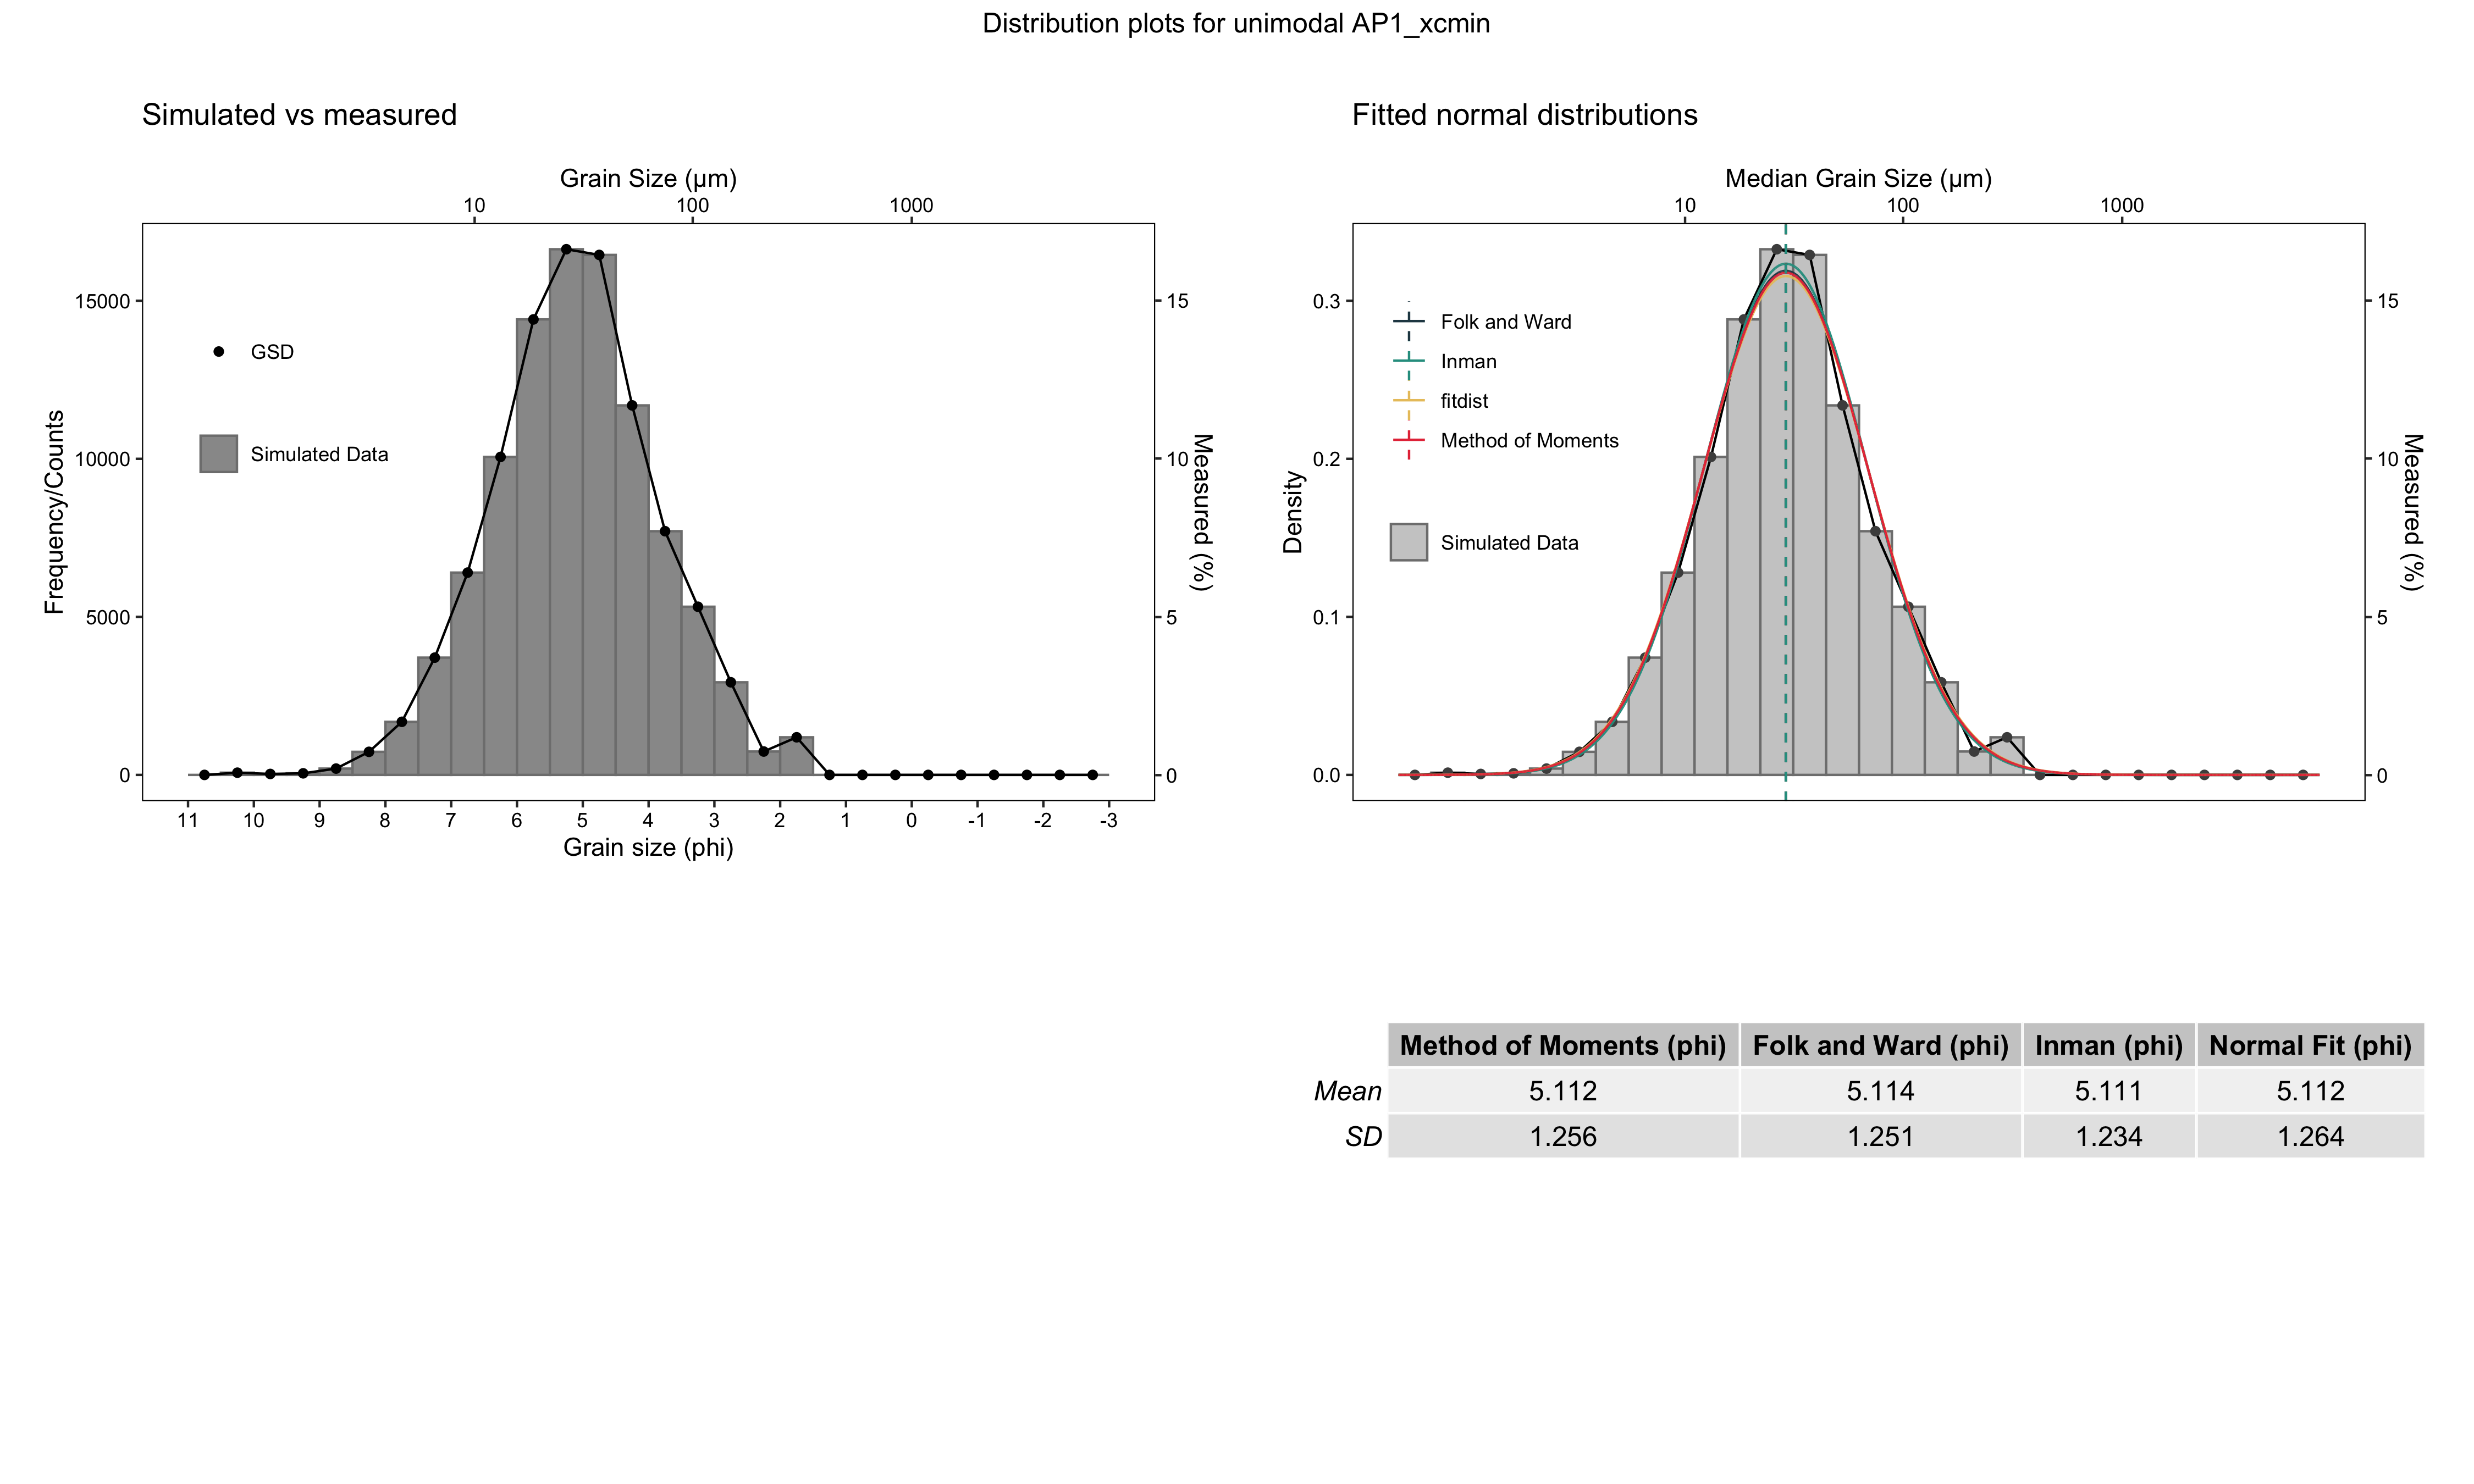 Distribution plots for unimodal AP1_xcmin
Simulated vs measured
Grain Size (µm)
10 100 1000
15000
10000
5000
0
Frequency/Counts
GSD
Simulated Data
15
10
5
0
Measured (%)
11 10 9 8 7 6 5 4 3 2 1 0 -1 -2 -3
Grain size (phi)
Fitted normal distributions
Median Grain Size (µm)
10 100 1000
0.3
0.2
0.1
0.0
Density
Folk and Ward
Inman
fitdist
Method of Moments
Simulated Data
15
10
5
0
Measured (%)
Method of Moments (phi) Folk and Ward (phi) Inman (phi) Normal Fit (phi)
Mean 5.112 5.114 5.111 5.112
SD 1.256 1.251 1.234 1.264